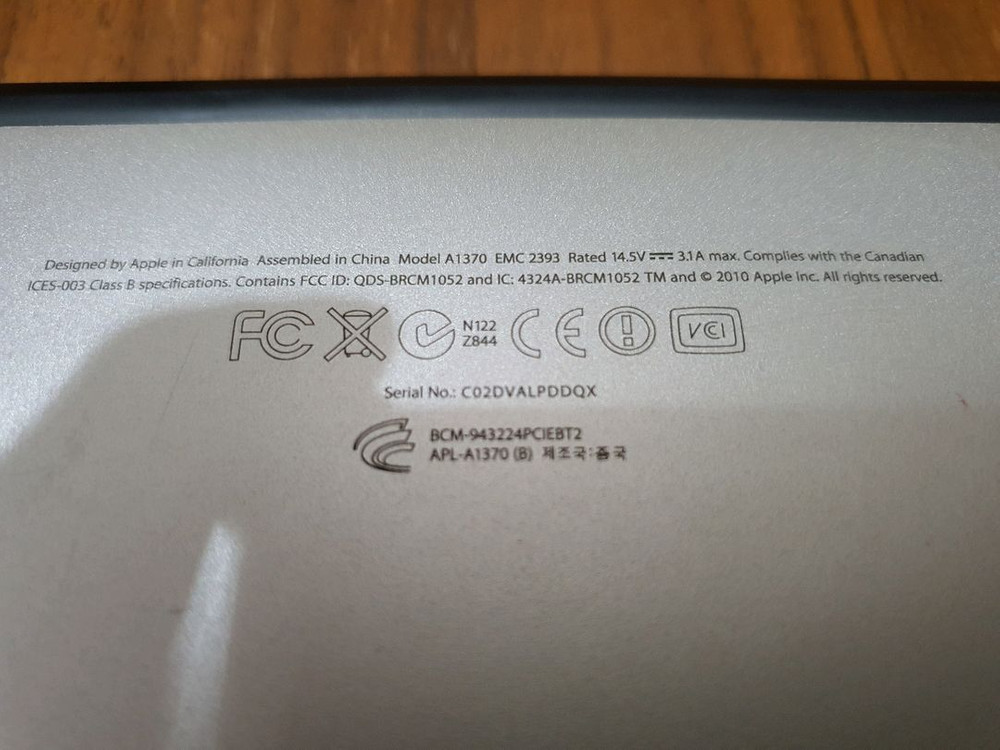 Designed by Apple in California Assembled in China Model A1370 EMC 2393 Rated 14.5V 3.1A max. Complies with the Canadian
ICES-003 Class B specifications. Contains FCC ID: QDS-BRCM1052 and IC: 4324A-BRCM1052 TM and © 2010 Apple Inc. All rights reserved.
FC N122 CE VCI
Z844
Serial No.: C02DVALPDDQX
BCM-943224PCIEBT2
APL-A1370 (B) 제조국:중국